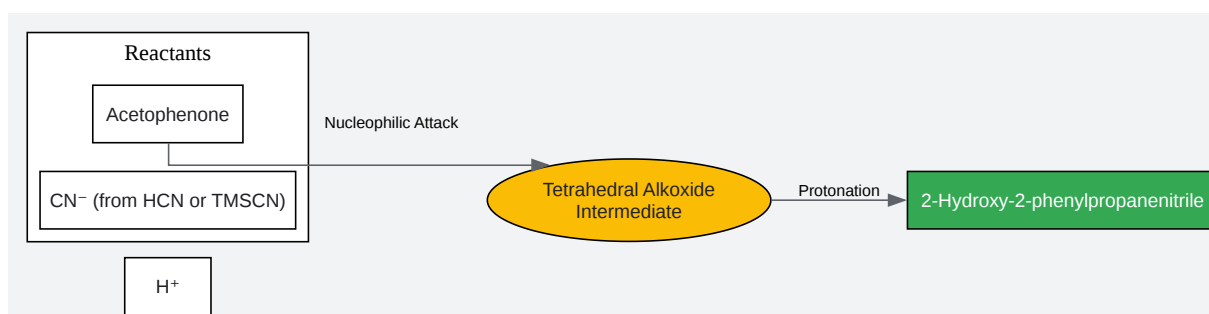 Reactants
Acetophenone
Nucleophilic Attack
CN⁻ (from HCN or TMSCN)
Tetrahedral Alkoxide
Intermediate
Protonation
2-Hydroxy-2-phenylpropanenitrile
H⁺